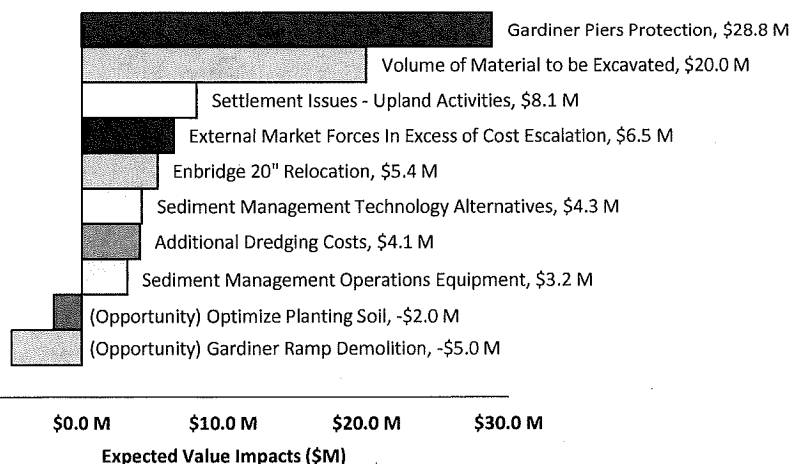 Gardiner Piers Protection, $28.8 M
Volume of Material to be Excavated, $20.0 M
Settlement Issues - Upland Activities, $8.1 M
External Market Forces In Excess of Cost Escalation, $6.5 M
Enbridge 20" Relocation, $5.4 M
Sediment Management Technology Alternatives, $4.3 M
Additional Dredging Costs, $4.1 M
Sediment Management Operations Equipment, $3.2 M
(Opportunity) Optimize Planting Soil, -$2.0 M
(Opportunity) Gardiner Ramp Demolition, -$5.0 M
$0.0 M $10.0 M $20.0 M $30.0 M
Expected Value Impacts ($M)